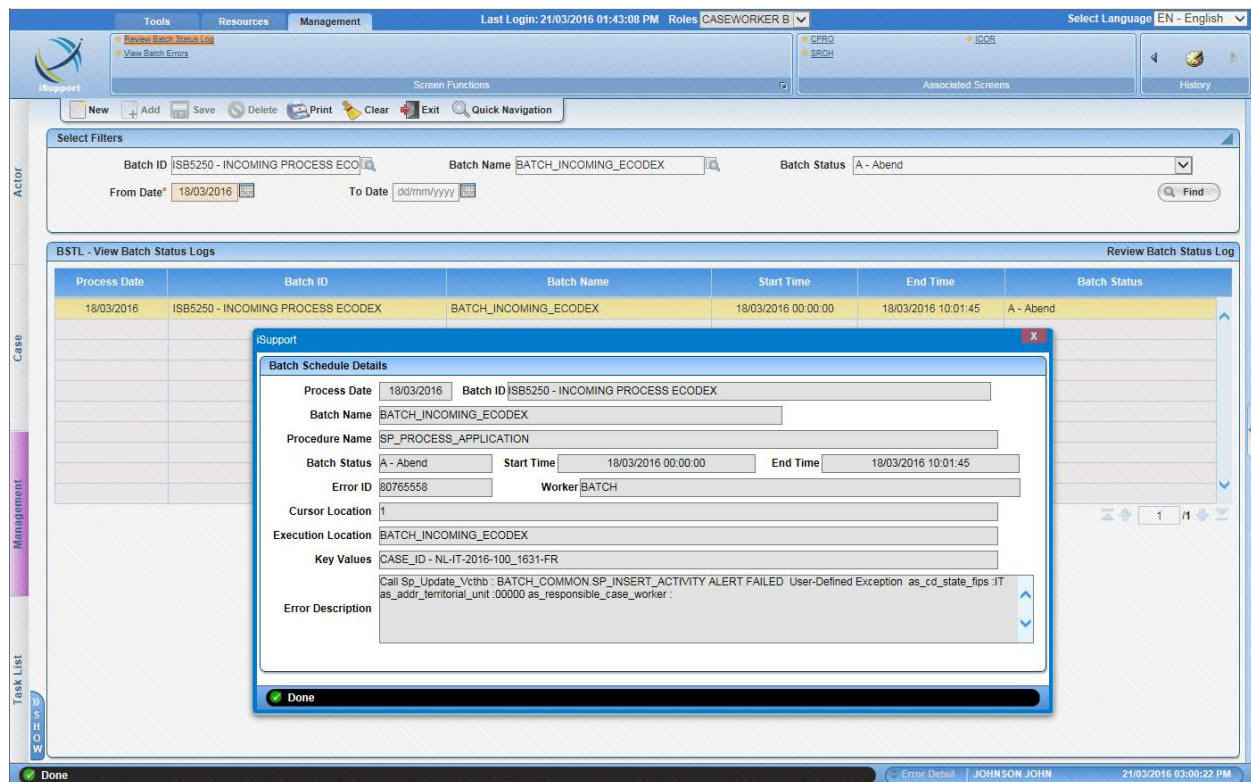 Tools Resources Management Last Login: 21/03/2016 01:43:08 PM Roles CASEWORKER B Select Language EN - English
Review Batch Status Log CPRO ICOR
View Batch Errors SRCH
iSupport Screen Functions Associated Screens History
New Add Save Delete Print Clear Exit Quick Navigation
Select Filters
Batch ID ISB5250 - INCOMING PROCESS ECO Batch Name BATCH_INCOMING_ECODEX Batch Status A - Abend
From Date* 18/03/2016 To Date dd/mm/yyyy Find
BSTL - View Batch Status Logs Review Batch Status Log
Process Date Batch ID Batch Name Start Time End Time Batch Status
18/03/2016 ISB5250 - INCOMING PROCESS ECODEX BATCH_INCOMING_ECODEX 18/03/2016 00:00:00 18/03/2016 10:01:45 A - Abend
iSupport X
Batch Schedule Details
Process Date 18/03/2016 Batch ID ISB5250 - INCOMING PROCESS ECODEX
Batch Name BATCH_INCOMING_ECODEX
Procedure Name SP_PROCESS_APPLICATION
Batch Status A - Abend Start Time 18/03/2016 00:00:00 End Time 18/03/2016 10:01:45
Error ID 80765558 Worker BATCH
Cursor Location 1
Execution Location BATCH_INCOMING_ECODEX
Key Values CASE_ID - NL-IT-2016-100_1631-FR
Error Description Call Sp_Update_Vcthb : BATCH_COMMON.SP_INSERT_ACTIVITY ALERT FAILED User-Defined Exception as_cd_state_fips :IT
as_addr_territorial_unit :00000 as_responsible_case_worker :
Done
1 /1
Actor
Case
Management
Task List
SHOW
Done Error Detail JOHNSON JOHN 21/03/2016 03:00:22 PM